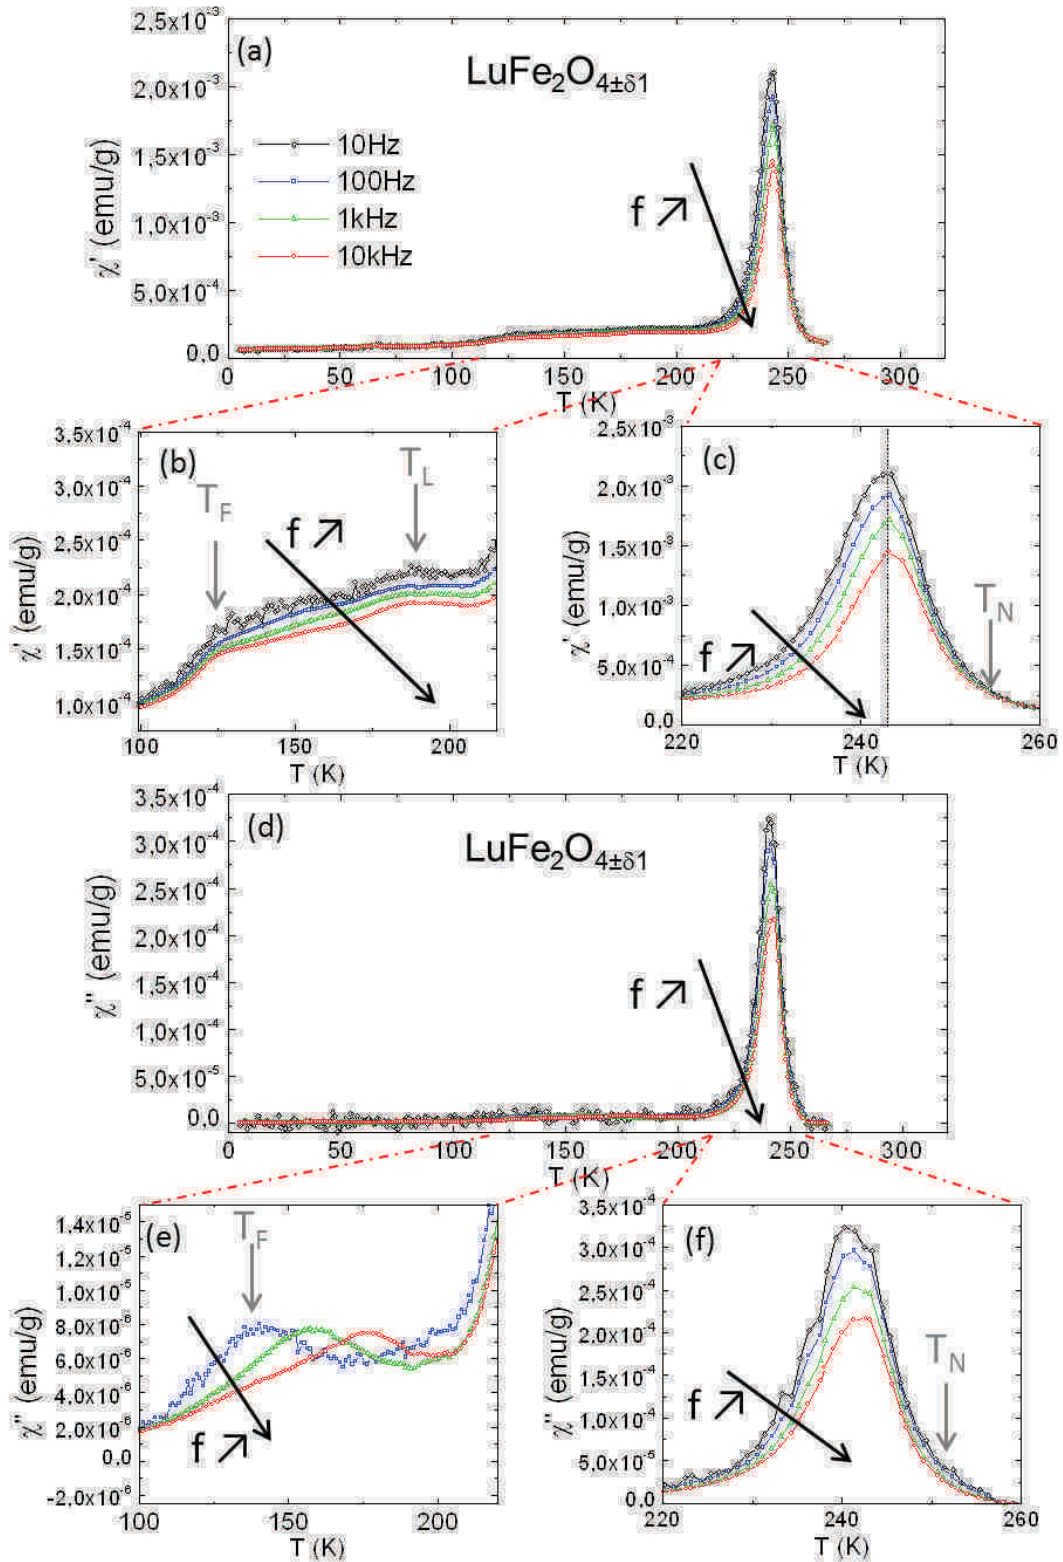 (a)
LuFe₂O₄±δ1
2,5x10⁻³
2,0x10⁻³
1,5x10⁻³
1,0x10⁻³
5,0x10⁻⁴
0,0
χ' (emu/g)
10Hz
100Hz
1kHz
10kHz
f ↗
0 50 100 150 200 250 300
T (K)
(b)
3,5x10⁻⁴
3,0x10⁻⁴
2,5x10⁻⁴
2,0x10⁻⁴
1,5x10⁻⁴
1,0x10⁻⁴
χ' (emu/g)
T_F
T_L
f ↗
100 150 200
T (K)
(c)
2,5x10⁻³
2,0x10⁻³
1,5x10⁻³
1,0x10⁻³
5,0x10⁻⁴
0,0
χ' (emu/g)
T_N
f ↗
220 240 260
T (K)
(d)
LuFe₂O₄±δ1
3,5x10⁻⁴
3,0x10⁻⁴
2,5x10⁻⁴
2,0x10⁻⁴
1,5x10⁻⁴
1,0x10⁻⁴
5,0x10⁻⁵
0,0
χ" (emu/g)
f ↗
0 50 100 150 200 250 300
T (K)
(e)
1,4x10⁻⁵
1,2x10⁻⁵
1,0x10⁻⁵
8,0x10⁻⁶
6,0x10⁻⁶
4,0x10⁻⁶
2,0x10⁻⁶
0,0
-2,0x10⁻⁶
χ" (emu/g)
T_F
f ↗
100 150 200
T (K)
(f)
3,5x10⁻⁴
3,0x10⁻⁴
2,5x10⁻⁴
2,0x10⁻⁴
1,5x10⁻⁴
1,0x10⁻⁴
5,0x10⁻⁵
0,0
χ" (emu/g)
T_N
f ↗
220 240 260
T (K)